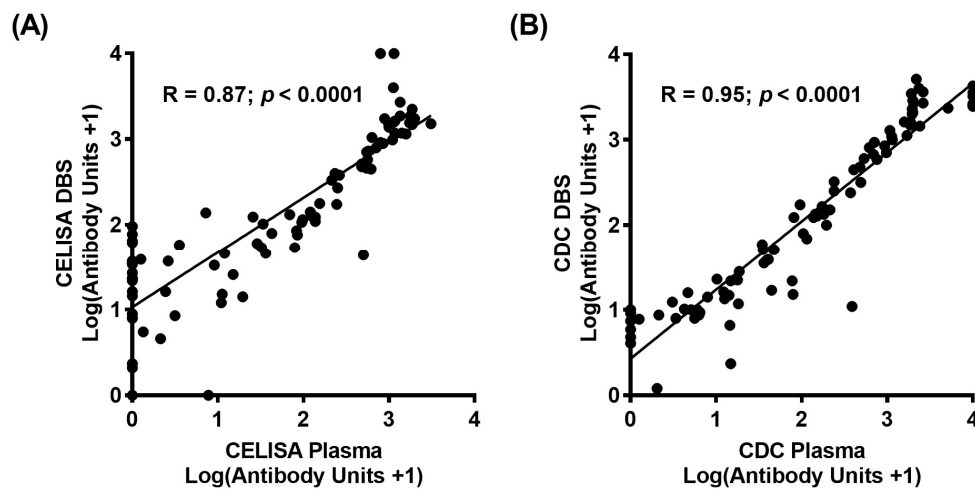 (A)
R = 0.87; p < 0.0001
CELISA DBS
Log(Antibody Units +1)
4
3
2
1
0
0 1 2 3 4
CELISA Plasma
Log(Antibody Units +1)
(B)
R = 0.95; p < 0.0001
CDC DBS
Log(Antibody Units +1)
4
3
2
1
0
0 1 2 3 4
CDC Plasma
Log(Antibody Units +1)